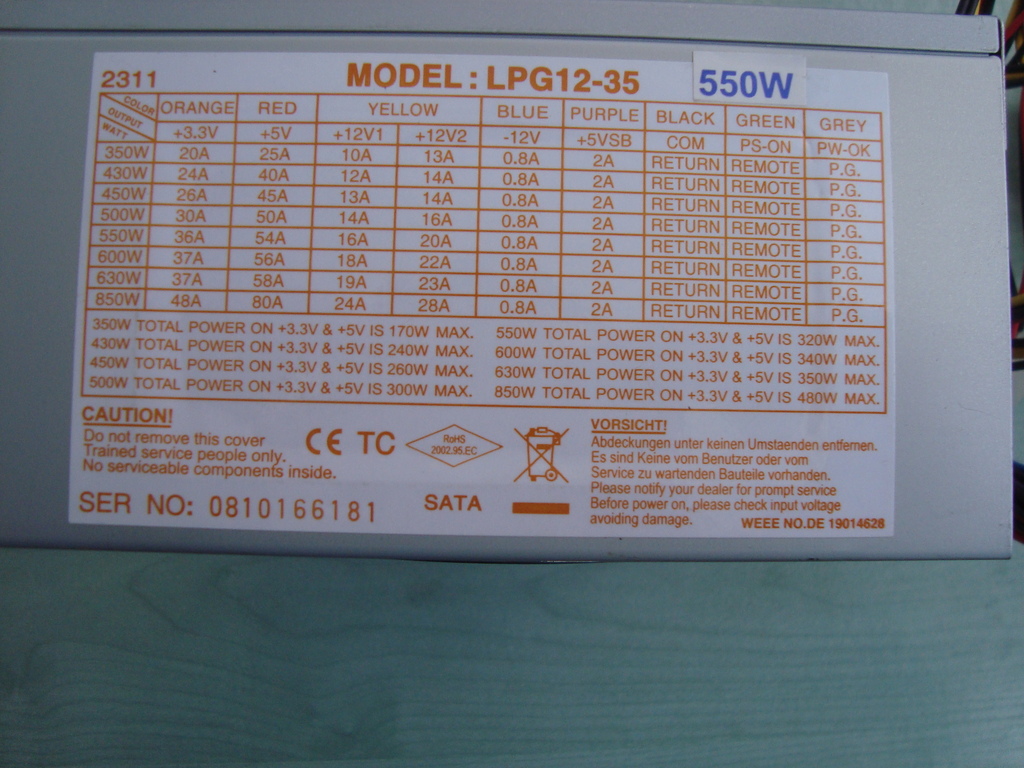 2311 MODEL : LPG12-35 550W
COLOR OUTPUT WATT ORANGE RED YELLOW BLUE PURPLE BLACK GREEN GREY
+3.3V +5V +12V1 +12V2 -12V +5VSB COM PS-ON PW-OK
350W 20A 25A 10A 13A 0.8A 2A RETURN REMOTE P.G.
430W 24A 40A 12A 14A 0.8A 2A RETURN REMOTE P.G.
450W 26A 45A 13A 14A 0.8A 2A RETURN REMOTE P.G.
500W 30A 50A 14A 16A 0.8A 2A RETURN REMOTE P.G.
550W 36A 54A 16A 20A 0.8A 2A RETURN REMOTE P.G.
600W 37A 56A 18A 22A 0.8A 2A RETURN REMOTE P.G.
630W 37A 58A 19A 23A 0.8A 2A RETURN REMOTE P.G.
850W 48A 80A 24A 28A 0.8A 2A RETURN REMOTE P.G.
350W TOTAL POWER ON +3.3V & +5V IS 170W MAX.
430W TOTAL POWER ON +3.3V & +5V IS 240W MAX.
450W TOTAL POWER ON +3.3V & +5V IS 260W MAX.
500W TOTAL POWER ON +3.3V & +5V IS 300W MAX.
550W TOTAL POWER ON +3.3V & +5V IS 320W MAX.
600W TOTAL POWER ON +3.3V & +5V IS 340W MAX.
630W TOTAL POWER ON +3.3V & +5V IS 350W MAX.
850W TOTAL POWER ON +3.3V & +5V IS 480W MAX.
CAUTION!
Do not remove this cover
Trained service people only.
No serviceable components inside.
CE TC
RoHS
2002.95.EC
VORSICHT!
Abdeckungen unter keinen Umstaenden entfernen.
Es sind Keine vom Benutzer oder vom
Service zu wartenden Bauteile vorhanden.
Please notify your dealer for prompt service
Before power on, please check input voltage
avoiding damage.
WEEE NO.DE 19014628
SER NO: 0810166181
SATA